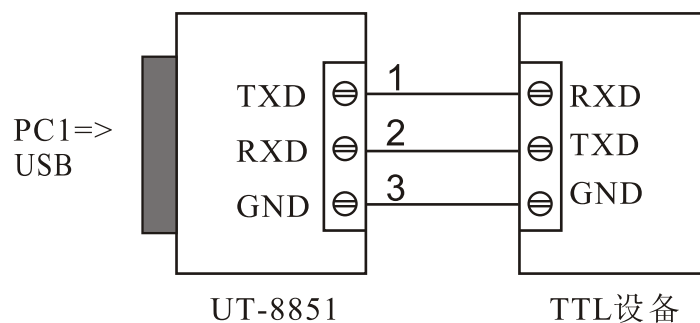 PC1=>
USB
TXD
RXD
GND
1
2
3
RXD
TXD
GND
UT-8851
TTL设备